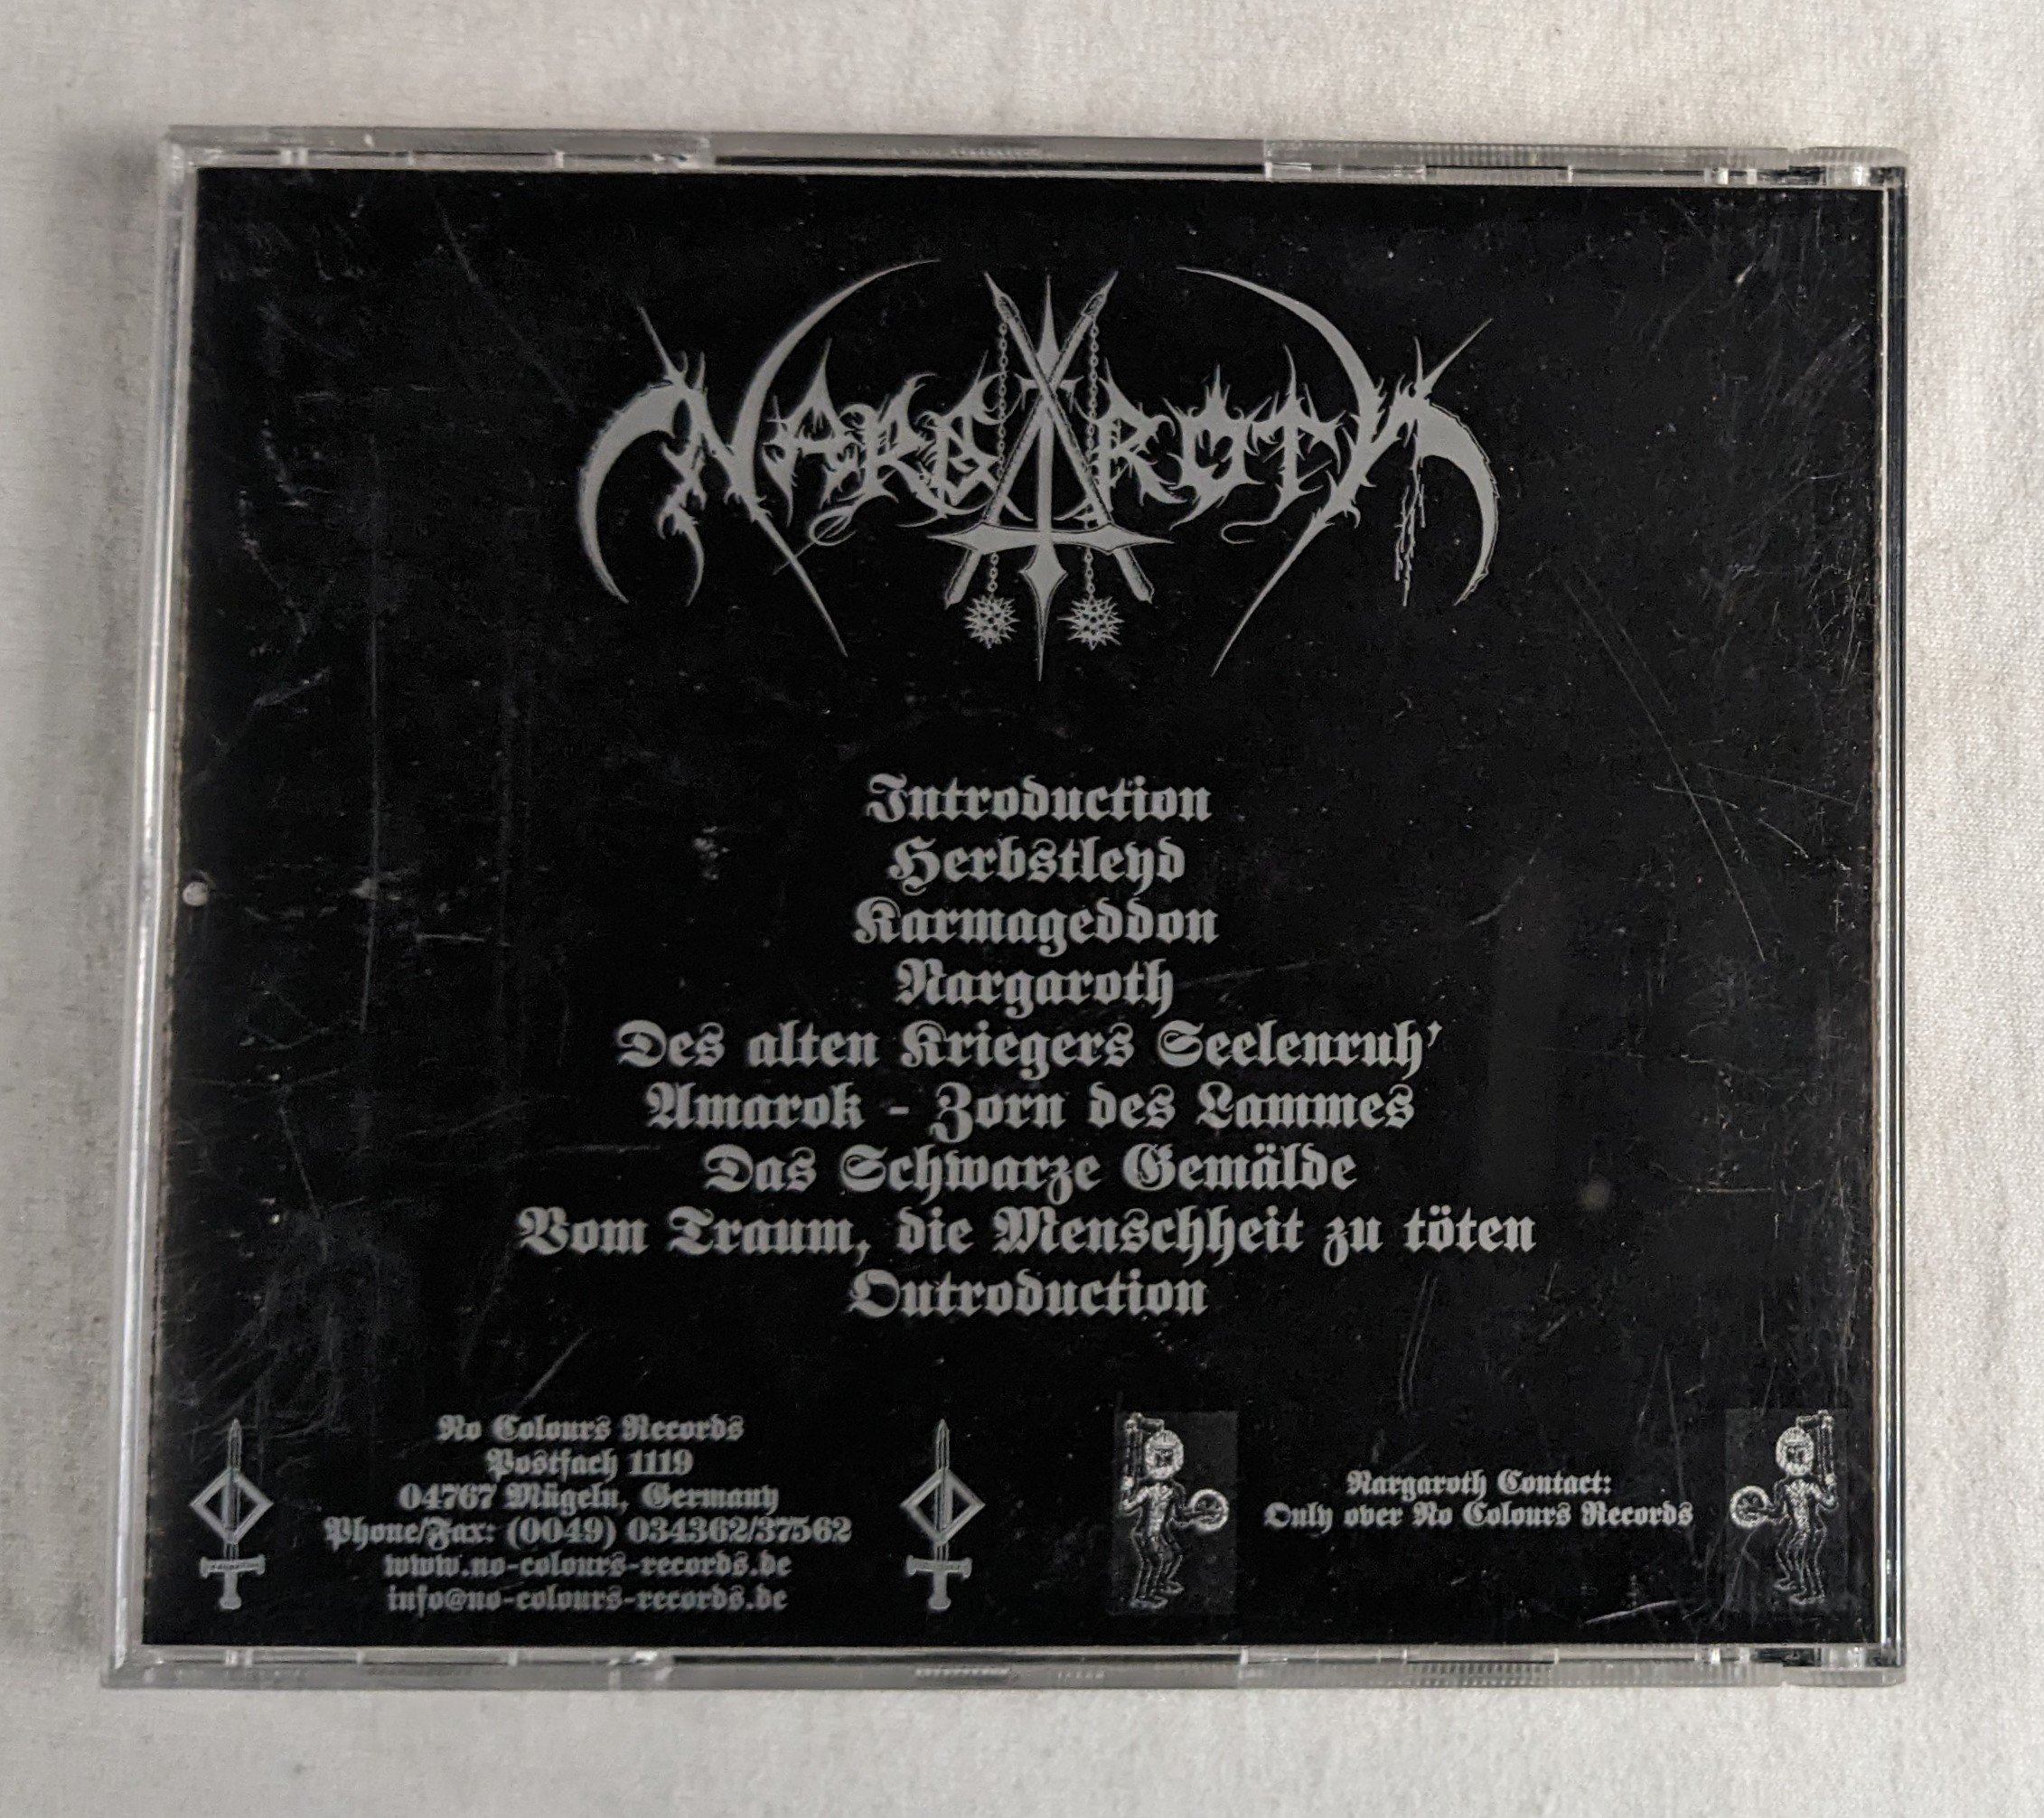 NARGAROTH
Introduction
Herbstleyd
Karmageddon
Nargaroth
Des alten Kriegers Seelenruh'
Amarok - Zorn des Lammes
Das Schwarze Gemälde
Vom Traum, die Menschheit zu töten
Outroduction
No Colours Records
Postfach 1119
04767 Mügeln, Germany
Phone/Fax: (0049) 034362/37562
www.no-colours-records.de
info@no-colours-records.de
Nargaroth Contact:
Only over No Colours Records